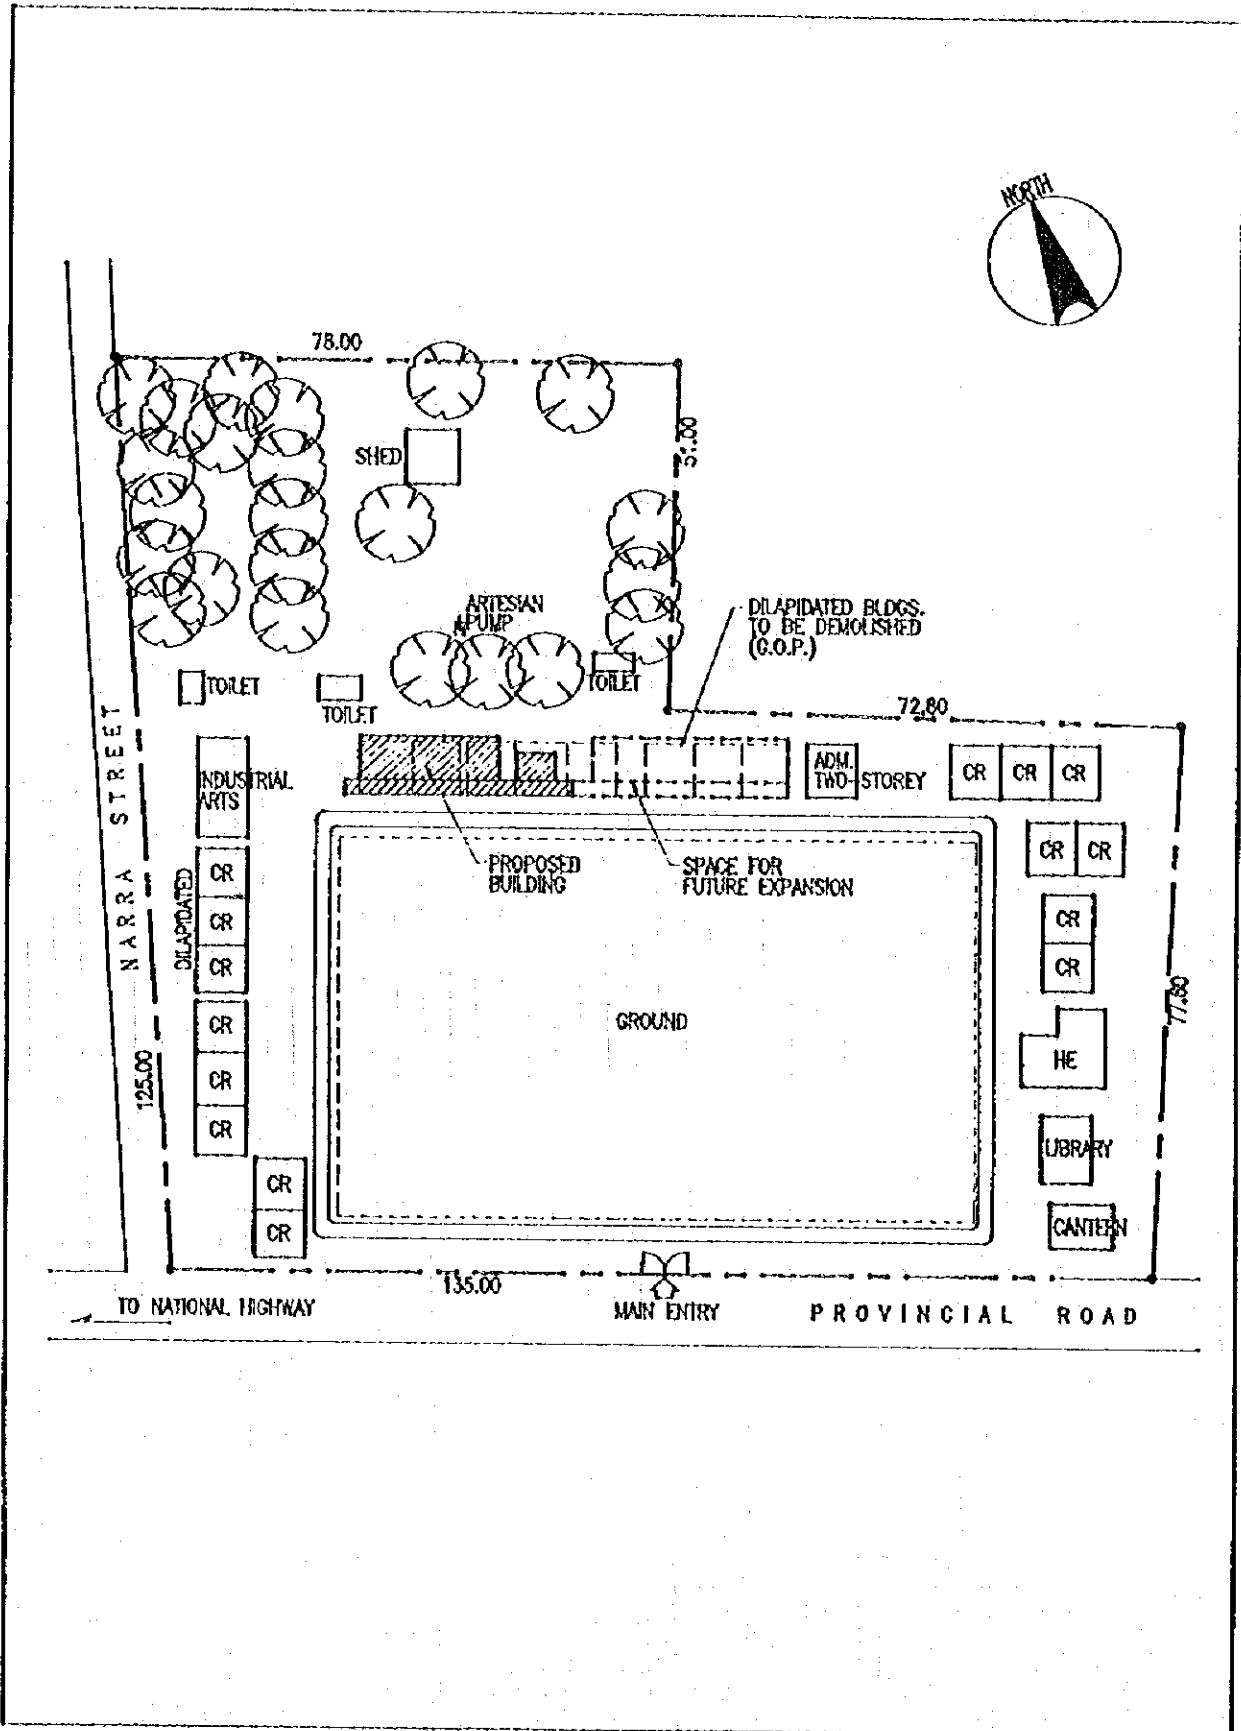 NORTH
78.00
51.00
SHED
ARTESIAN
PUMP
DILAPIDATED BLDGS.
TO BE DEMOLISHED
(G.O.P.)
TOILET
TOILET
TOILET
72.80
NARRA STREET
INDUSTRIAL
ARTS
ADM.
TWO-STOREY
CR
CR
CR
PROPOSED
BUILDING
SPACE FOR
FUTURE EXPANSION
CR
CR
DILAPIDATED
CR
CR
CR
CR
CR
GROUND
77.60
CR
CR
CR
HE
125.00
LIBRARY
CR
CR
CANTEEN
135.00
TO NATIONAL HIGHWAY
MAIN ENTRY
PROVINCIAL ROAD